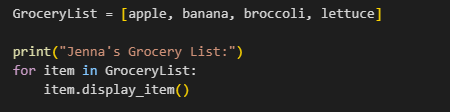 GroceryList = [apple, banana, broccoli, lettuce]
print("Jenna's Grocery List:")
for item in GroceryList:
    item.display_item()